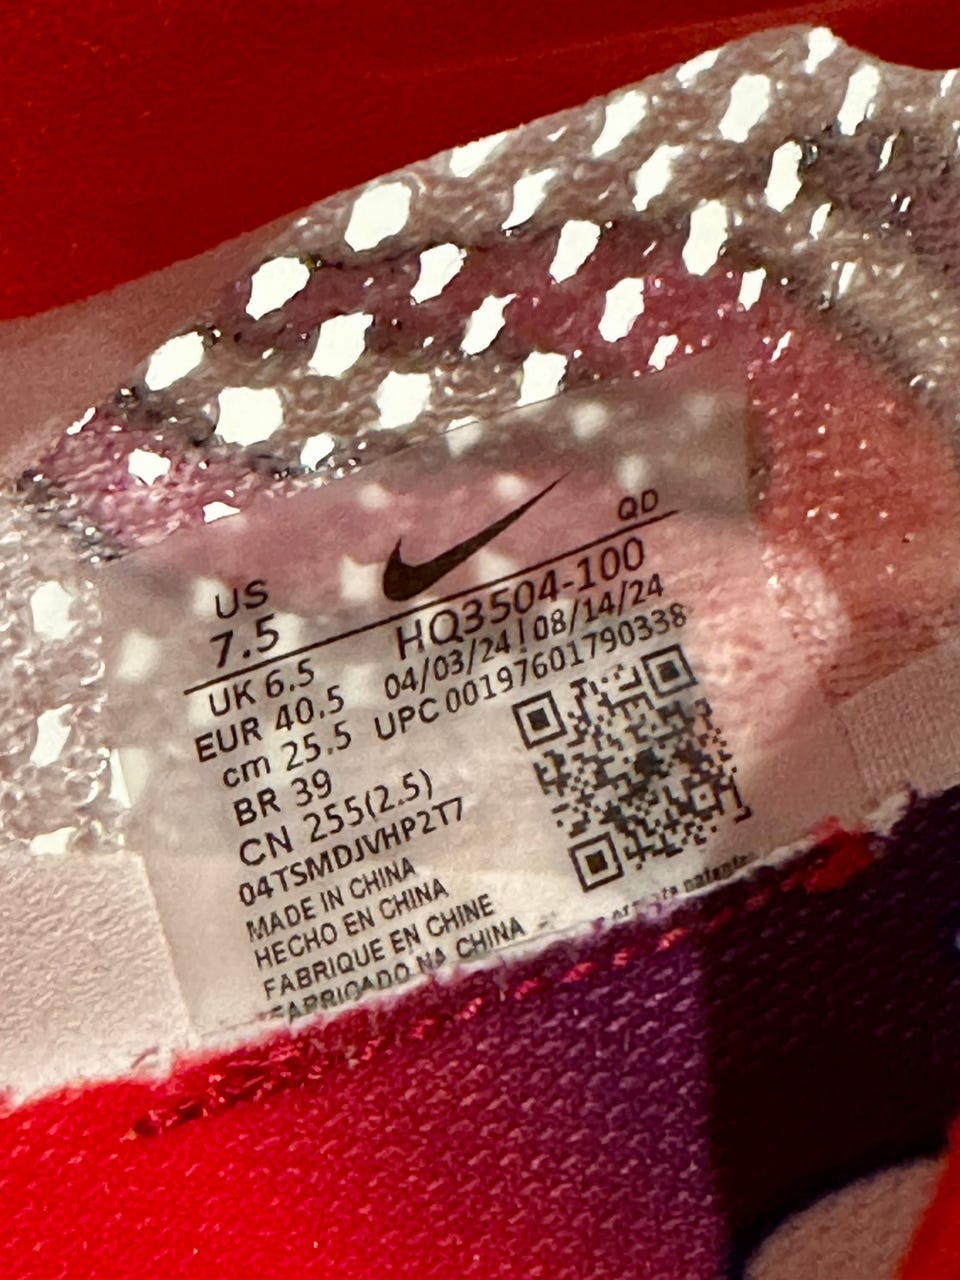 QD
US
7.5
HQ3504-100
UK 6.5
04/03/24 | 08/14/24
EUR 40.5
UPC 00197601790338
cm 25.5
BR 39
CN 255(2.5)
04TSMDJVHP2T7
MADE IN CHINA
HECHO EN CHINA
FABRIQUE EN CHINE
FABRICADO NA CHINA